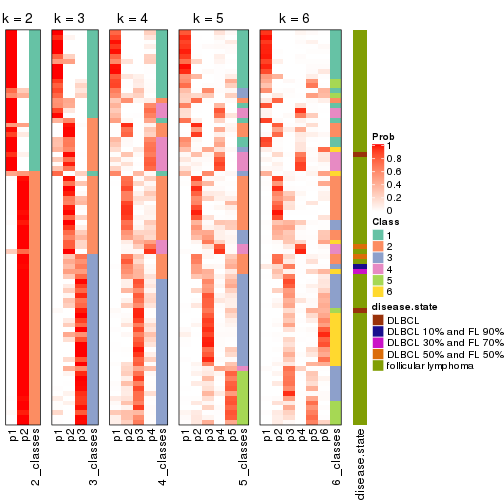 k = 2 k = 3 k = 4 k = 5 k = 6
Prob
1
0.8
0.6
0.4
0.2
0
Class
1
2
3
4
5
6
disease.state
DLBCL
DLBCL 10% and FL 90%
DLBCL 30% and FL 70%
DLBCL 50% and FL 50%
follicular lymphoma
p1 p2 2_classes p1 p2 p3 3_classes p1 p2 p3 p4 4_classes p1 p2 p3 p4 p5 5_classes p1 p2 p3 p4 p5 p6 6_classes disease.state